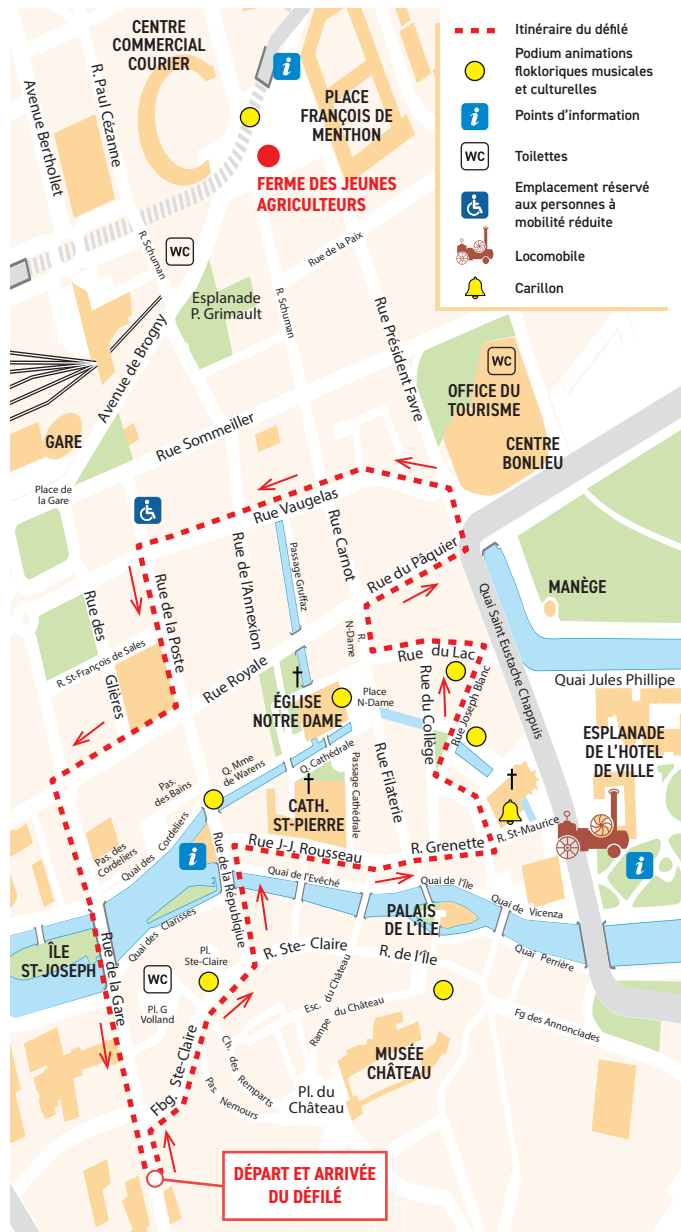 CENTRE
COMMERCIAL
COURIER
R. Paul Cézanne
Avenue Berthollet
i
PLACE
FRANÇOIS DE
MENTHON
FERME DES JEUNES
AGRICULTEURS
Itinéraire du défilé
Podium animations
flokloriques musicales
et culturelles
i
Points d'information
WC
Toilettes
Emplacement réservé
aux personnes à
mobilité réduite
Locomobile
Carillon
R. Schuman
WC
Rue de la Paix
Esplanade
P. Grimault
R. Schuman
Avenue de Brogny
Rue Président Favre
WC
OFFICE DU
TOURISME
CENTRE
BONLIEU
GARE
Rue Sommeiller
Place de
la Gare
Rue Vaugelas
Rue Carnot
Passage Gruffaz
Rue de l'Annexion
Rue du Pâquier
MANÈGE
Rue des
Glières
Rue de la Poste
R. St-François de Sales
Rue Royale
R.
N-Dame
Rue du Lac
Quai Saint Eustache Chappuis
Quai Jules Phillipe
Place
N-Dame
Rue du Collège
Rue Joseph Blanc
ÉGLISE
NOTRE DAME
ESPLANADE
DE L'HOTEL
DE VILLE
Q. Mme
de Warens
Q. Cathédrale
Passage Cathédrale
Rue Filaterie
Pas.
des Bains
CATH.
ST-PIERRE
Pas. des
Cordeliers
Quai des Cordeliers
i
Rue J-J. Rousseau
R. Grenette
R. St-Maurice
i
Rue de la Républqiue
Quai de l'Evéché
Quai de l'Île
Quai de Vicenza
Quai Perrière
PALAIS
DE L'ÎLE
Quai des Clarisses
ÎLE
ST-JOSEPH
Rue de la Gare
WC
Pl.
Ste-Claire
Pl. G
Volland
R. Ste- Claire
R. de l'Île
Esc. du Château
Rampe du Château
Fg des Annonciades
Fbg. Ste-Claire
Ch. des Remparts
Pas. Nemours
MUSÉE
CHÂTEAU
Pl. du
Château
DÉPART ET ARRIVÉE
DU DÉFILÉ